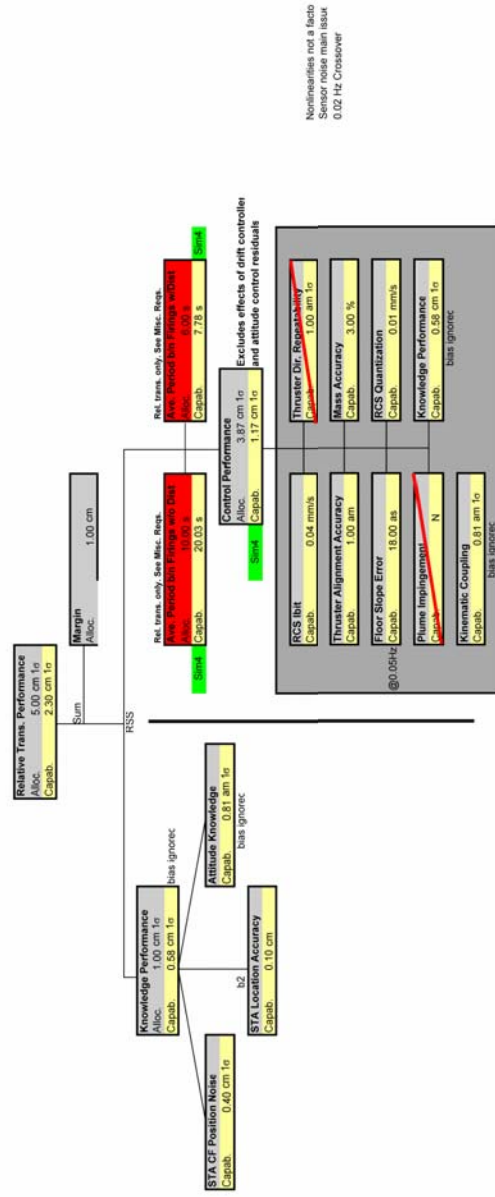 Relative Trans. Performance
Alloc. 5.00 cm 1σ
Capab. 2.30 cm 1σ
Sum
Margin
Alloc. 1.00 cm
RSS
Knowledge Performance
Alloc. 1.00 cm 1σ
Capab. 0.58 cm 1σ
bias ignorec
STA CF Position Noise
Capab. 0.40 cm 1σ
b2
STA Location Accuracy
Capab. 0.10 cm
Attitude Knowledge
Capab. 0.81 am 1σ
bias ignorec
Rel. trans. only. See Misc. Reqs.
Ave. Period bin Firings w/o Dist
Alloc. 10.00 s
Capab. 20.03 s
Sim4
Rel. trans. only. See Misc. Reqs.
Ave. Period bin Firings w/Dist
Alloc. 6.00 s
Capab. 7.78 s
Sim4
Control Performance
Alloc. 3.87 cm 1σ
Capab. 1.17 cm 1σ
Sim4
Excludes effects of drift controller
and attitude control residuals
RCS Ibit
Capab. 0.04 mm/s
Thruster Dir. Repeatability
Capab. 1.00 am 1σ
Thruster Alignment Accuracy
Capab. 1.00 am
Mass Accuracy
Capab. 3.00 %
Floor Slope Error
Capab. 18.00 as
@0.05Hz
RCS Quantization
Capab. 0.01 mm/s
Plume Impingement
Capab. N
Knowledge Performance
Capab. 0.58 cm 1σ
bias ignorec
Kinematic Coupling
Capab. 0.81 am 1σ
bias ignorec
Nonlinearities not a facto
Sensor noise main issue
0.02 Hz Crossover